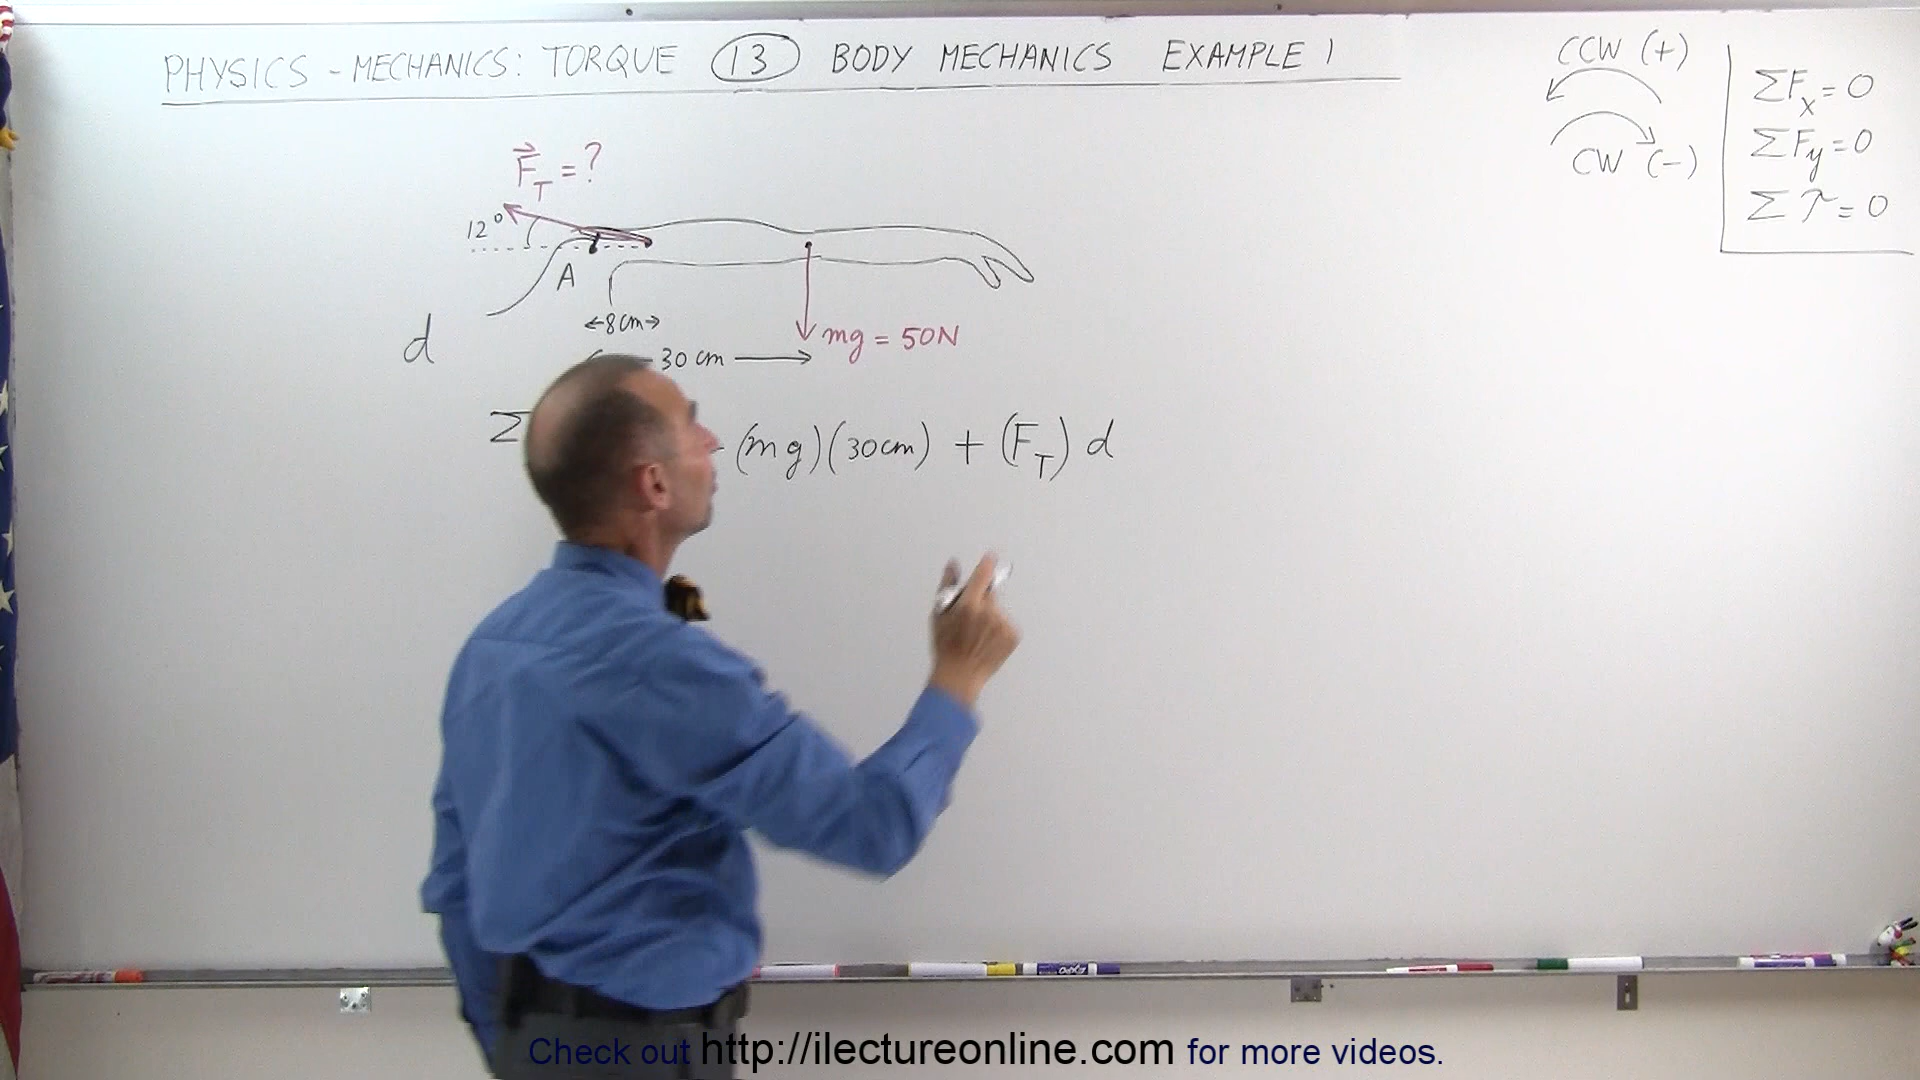 PHYSICS - MECHANICS: TORQUE 13 BODY MECHANICS EXAMPLE 1
CCW (+)
CW (-)
ΣFx = 0
ΣFy = 0
Στ = 0
F⃗T = ?
12°
A
8cm
d
mg = 50N
30 cm
Σ - (mg)(30cm) + (FT) d
EXPO
Check out http://ilectureonline.com for more videos.